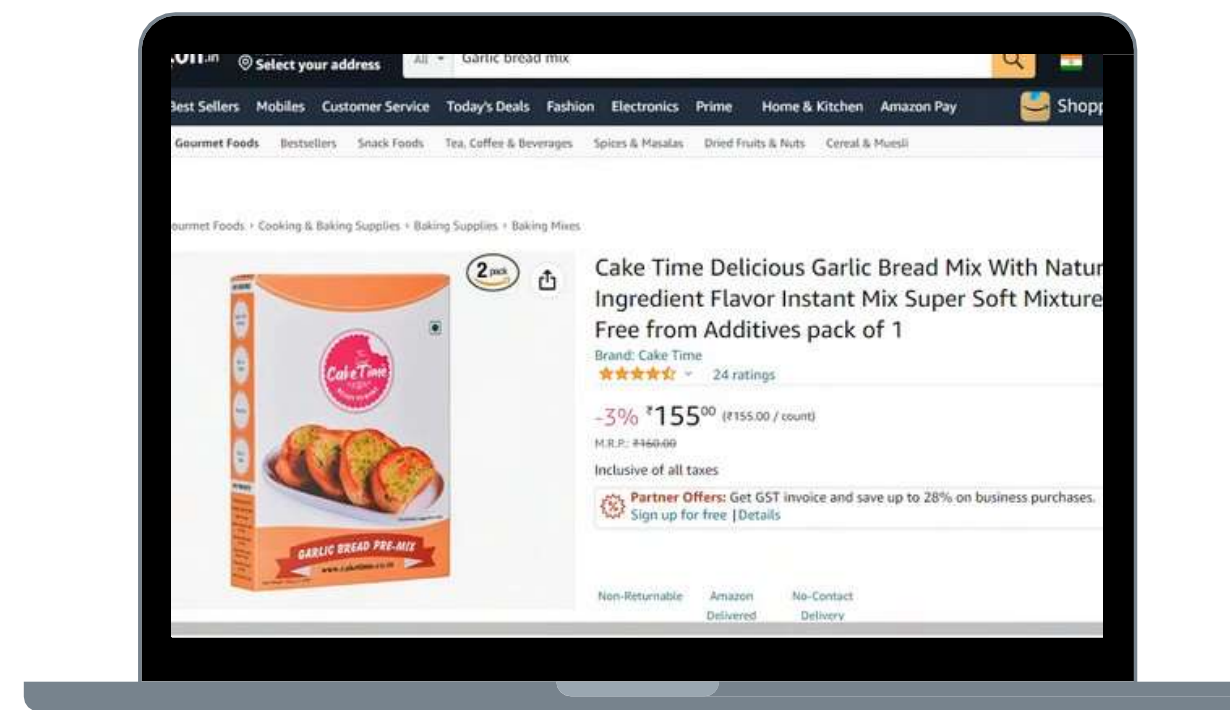 .in
Select your address
All
Garlic bread mix
Best Sellers Mobiles Customer Service Today's Deals Fashion Electronics Prime Home & Kitchen Amazon Pay
Gourmet Foods Bestsellers Snack Foods Tea, Coffee & Beverages Spices & Masalas Dried Fruits & Nuts Cereal & Muesli
ourmet Foods › Cooking & Baking Supplies › Baking Supplies › Baking Mixes
2 pack
Cake Time
GARLIC BREAD PRE-MIX
www.caketime.co.in
Cake Time Delicious Garlic Bread Mix With Natur
Ingredient Flavor Instant Mix Super Soft Mixture
Free from Additives pack of 1
Brand: Cake Time
24 ratings
-3% ₹155⁰⁰ (₹155.00 / count)
M.R.P.: ₹160.00
Inclusive of all taxes
Partner Offers: Get GST invoice and save up to 28% on business purchases.
Sign up for free |Details
Non-Returnable
Amazon
Delivered
No-Contact
Delivery